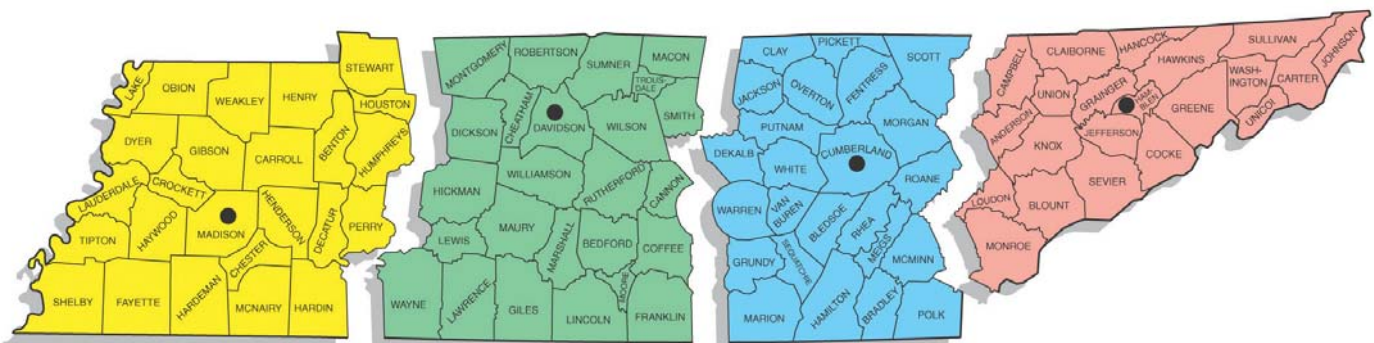 STEWART
LAKE
OBION
WEAKLEY
HENRY
HOUSTON
DYER
GIBSON
CARROLL
BENTON
HUMPHREYS
LAUDERDALE
CROCKETT
HAYWOOD
MADISON
HENDERSON
DECATUR
PERRY
TIPTON
CHESTER
SHELBY
FAYETTE
HARDEMAN
MCNAIRY
HARDIN
MONTGOMERY
ROBERTSON
SUMNER
MACON
TROUS-
DALE
CHEATHAM
DAVIDSON
WILSON
SMITH
DICKSON
WILLIAMSON
RUTHERFORD
CANNON
HICKMAN
LEWIS
MAURY
MARSHALL
BEDFORD
COFFEE
MOORE
WAYNE
LAWRENCE
GILES
LINCOLN
FRANKLIN
CLAY
PICKETT
SCOTT
JACKSON
OVERTON
FENTRESS
PUTNAM
MORGAN
DEKALB
WHITE
CUMBERLAND
ROANE
WARREN
VAN
BUREN
BLEDSOE
RHEA
MEIGS
MCMINN
GRUNDY
SEQUATCHIE
MARION
HAMILTON
BRADLEY
POLK
CAMPBELL
CLAIBORNE
HANCOCK
HAWKINS
SULLIVAN
JOHNSON
UNION
GRAINGER
HAM-
BLEN
GREENE
WASH-
INGTON
CARTER
UNICOI
ANDERSON
KNOX
JEFFERSON
COCKE
SEVIER
LOUDON
BLOUNT
MONROE